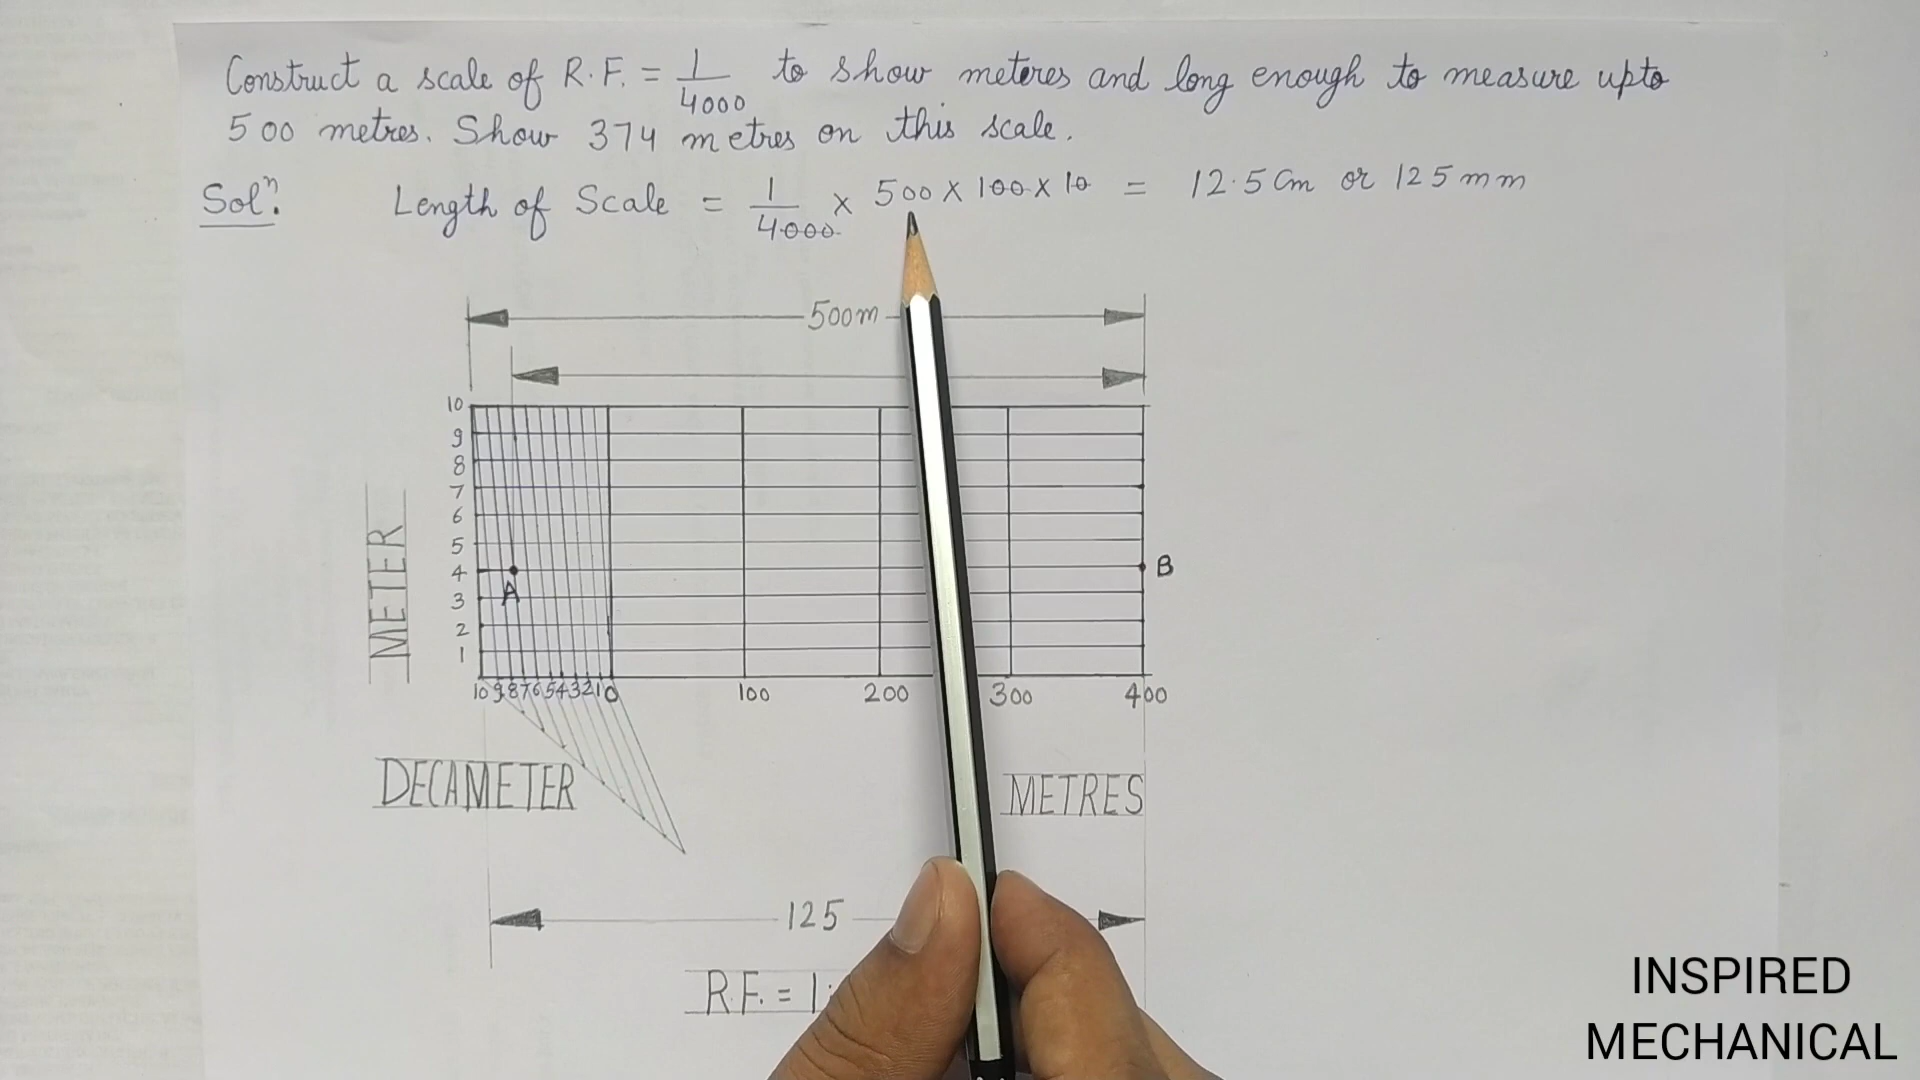 Construct a scale of R.F. = 1/4000 to show meteres and long enough to measure upto
500 metres. Show 374 metres on this scale.
Solⁿ. Length of Scale = 1/4000 × 500 × 100 × 10 = 12.5 Cm or 125 mm
500m
10
9
8
7
6
5
4
3
2
1
METER
A
B
10 9 8 7 6 5 4 3 2 1 0 100 200 300 400
DECAMETER METRES
125
R.F. = 1:
INSPIRED
MECHANICAL